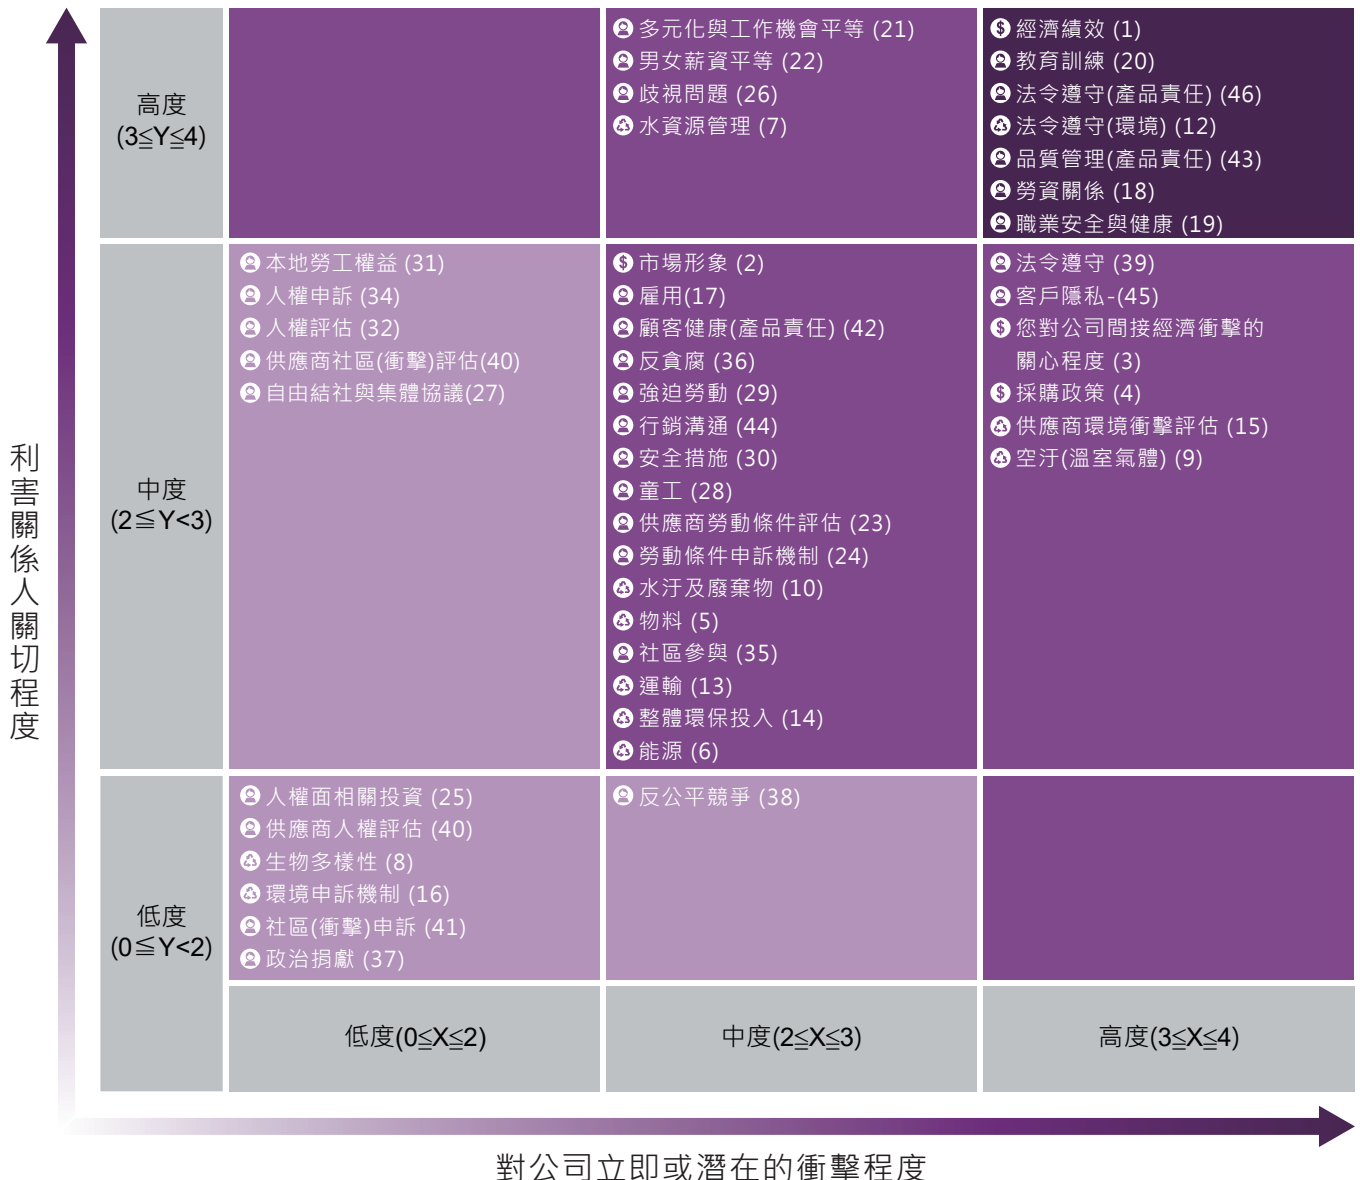 利害關係人關切程度
高度
(3≦Y≦4)
多元化與工作機會平等 (21)
男女薪資平等 (22)
歧視問題 (26)
水資源管理 (7)
經濟績效 (1)
教育訓練 (20)
法令遵守(產品責任) (46)
法令遵守(環境) (12)
品質管理(產品責任) (43)
勞資關係 (18)
職業安全與健康 (19)
中度
(2≦Y<3)
本地勞工權益 (31)
人權申訴 (34)
人權評估 (32)
供應商社區(衝擊)評估(40)
自由結社與集體協議(27)
市場形象 (2)
雇用(17)
顧客健康(產品責任) (42)
反貪腐 (36)
強迫勞動 (29)
行銷溝通 (44)
安全措施 (30)
童工 (28)
供應商勞動條件評估 (23)
勞動條件申訴機制 (24)
水汙及廢棄物 (10)
物料 (5)
社區參與 (35)
運輸 (13)
整體環保投入 (14)
能源 (6)
法令遵守 (39)
客戶隱私-(45)
您對公司間接經濟衝擊的
關心程度 (3)
採購政策 (4)
供應商環境衝擊評估 (15)
空汙(溫室氣體) (9)
低度
(0≦Y<2)
人權面相關投資 (25)
供應商人權評估 (40)
生物多樣性 (8)
環境申訴機制 (16)
社區(衝擊)申訴 (41)
政治捐獻 (37)
反公平競爭 (38)
低度(0≦X≦2)
中度(2≦X≦3)
高度(3≦X≦4)
對公司立即或潛在的衝擊程度